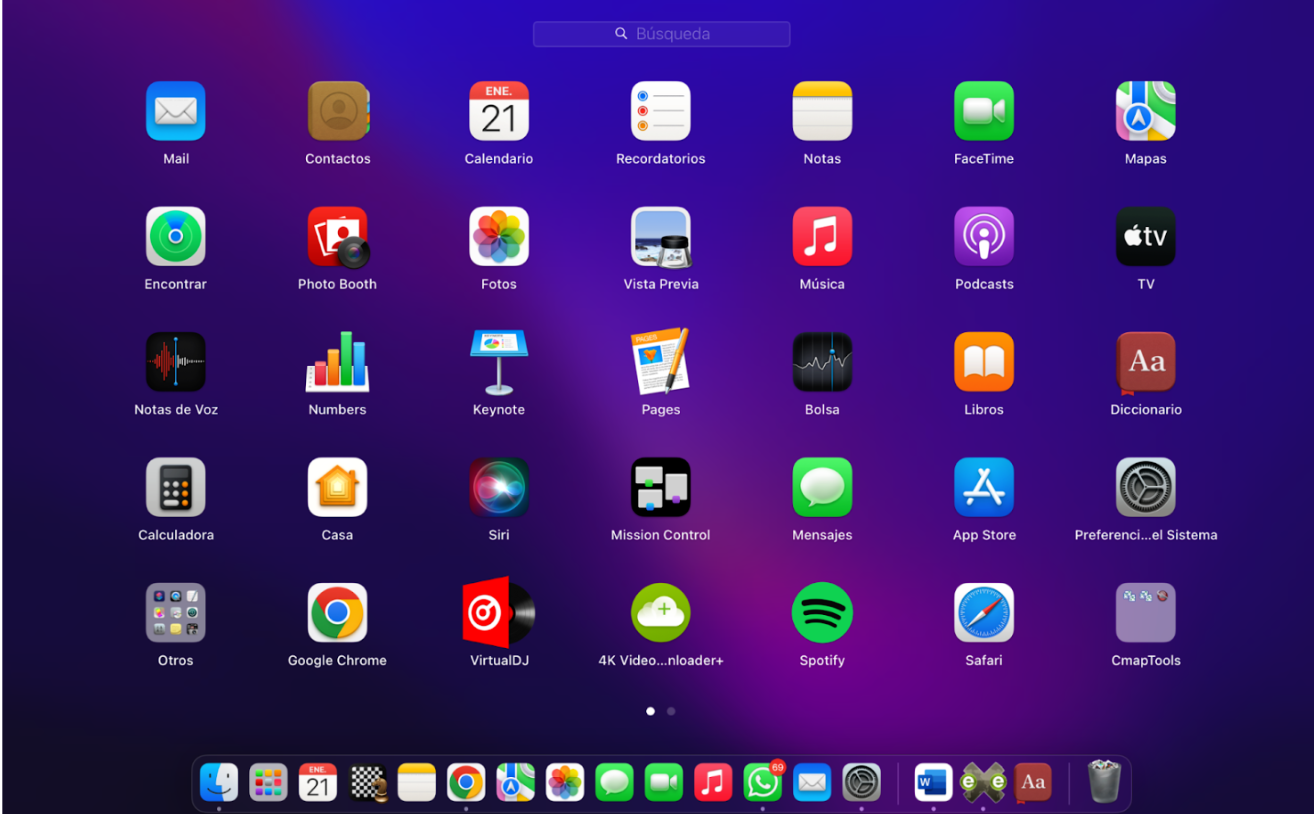 Búsqueda
ENE.
21
Mail
Contactos
Calendario
Recordatorios
Notas
FaceTime
Mapas
tv
Encontrar
Photo Booth
Fotos
Vista Previa
Música
Podcasts
TV
PAGES
Aa
Notas de Voz
Numbers
Keynote
Pages
Bolsa
Libros
Diccionario
Calculadora
Casa
Siri
Mission Control
Mensajes
App Store
Preferenci...el Sistema
Otros
Google Chrome
VirtualDJ
4K Video...nloader+
Spotify
Safari
CmapTools
ENE.
21
69
W
e e
Aa